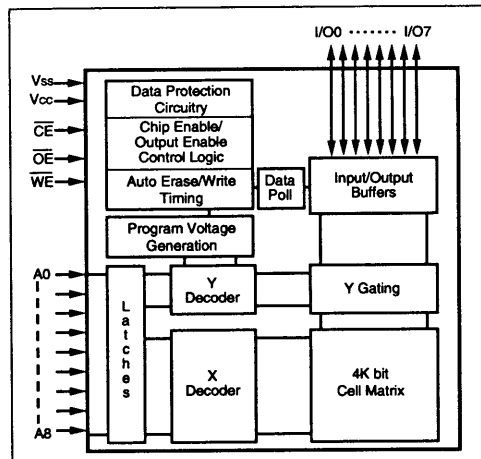 I/O0 ········ I/O7
VSS
VCC
CE
OE
WE
Data Protection
Circuitry
Chip Enable/
Output Enable
Control Logic
Auto Erase/Write
Timing
Data
Poll
Input/Output
Buffers
Program Voltage
Generation
A0
A8
Latches
Y
Decoder
Y Gating
X
Decoder
4K bit
Cell Matrix